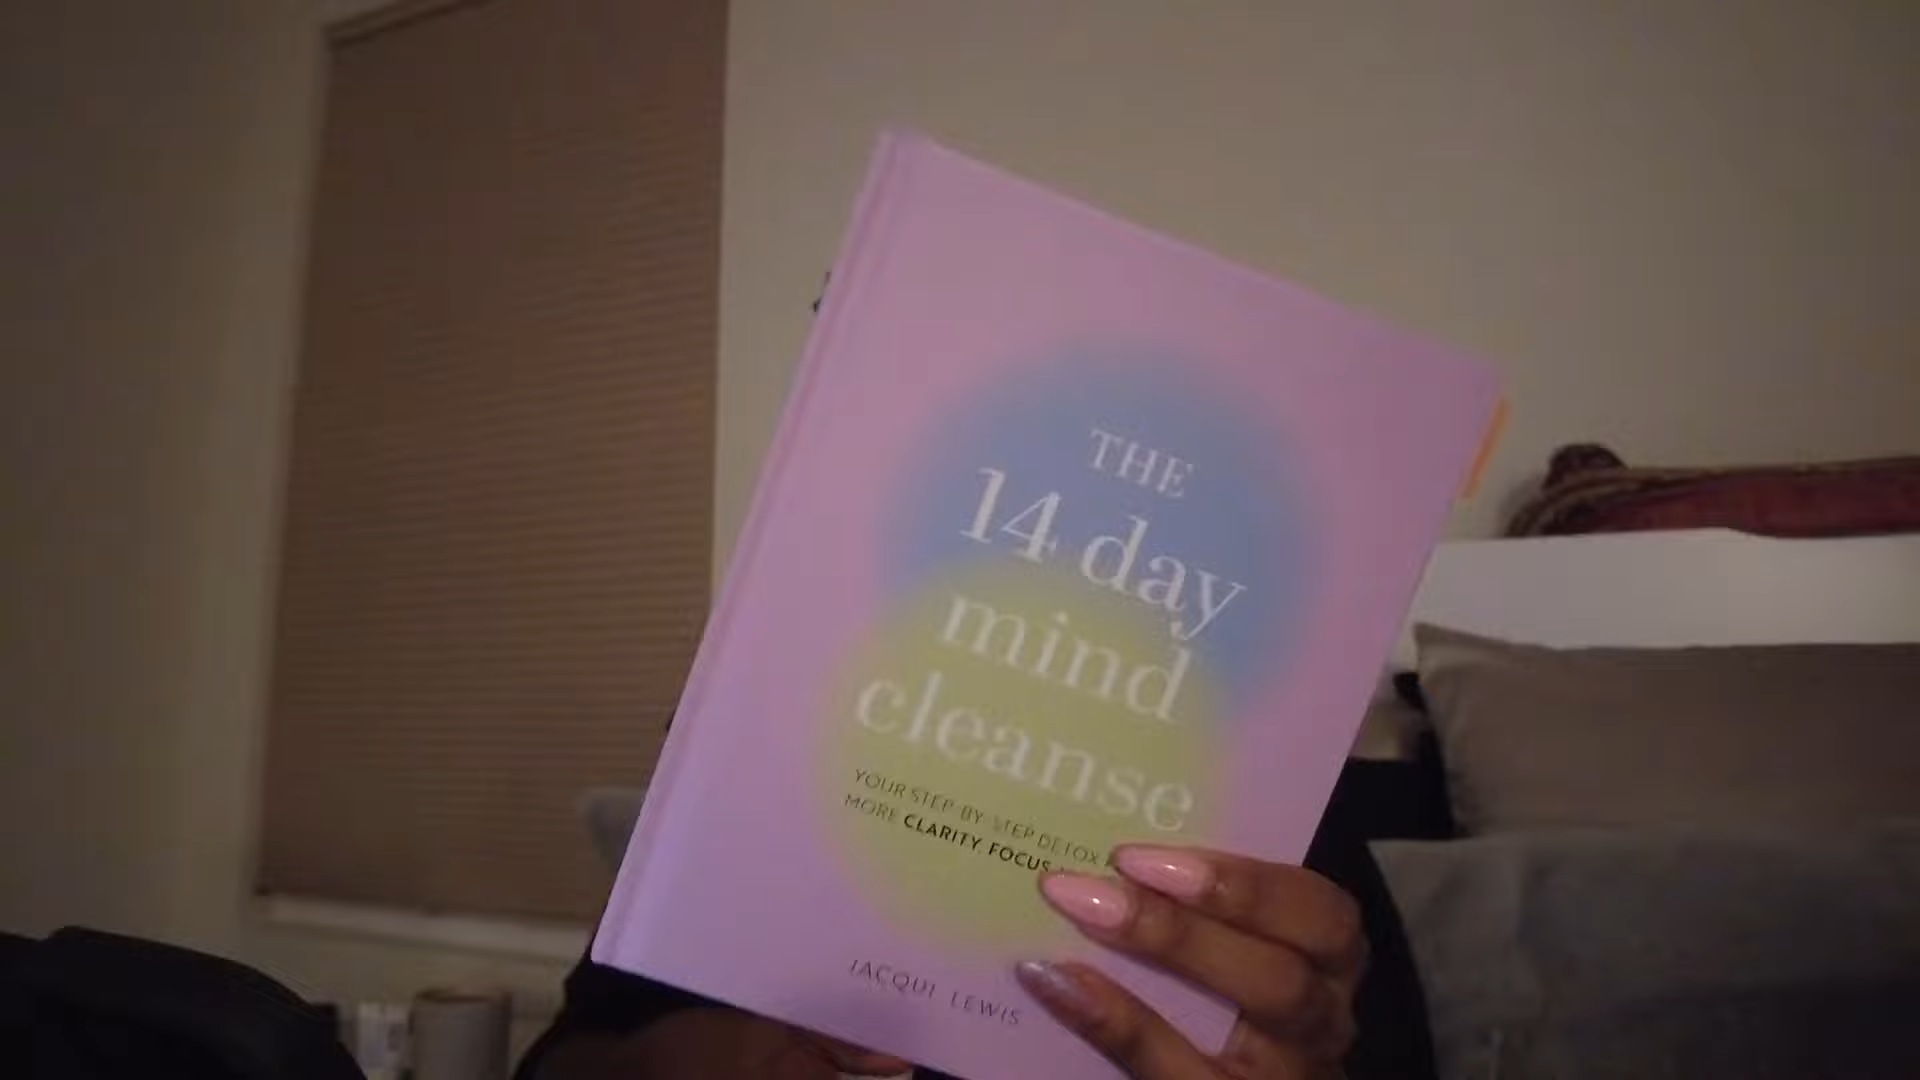 THE
14 day
mind
cleanse
YOUR STEP-BY-STEP DETOX
MORE CLARITY, FOCUS
JACQUI LEWIS